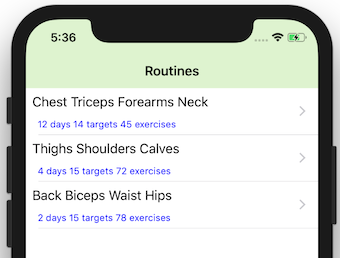 5:36
Routines
Chest Triceps Forearms Neck
12 days 14 targets 45 exercises
Thighs Shoulders Calves
4 days 15 targets 72 exercises
Back Biceps Waist Hips
2 days 15 targets 78 exercises